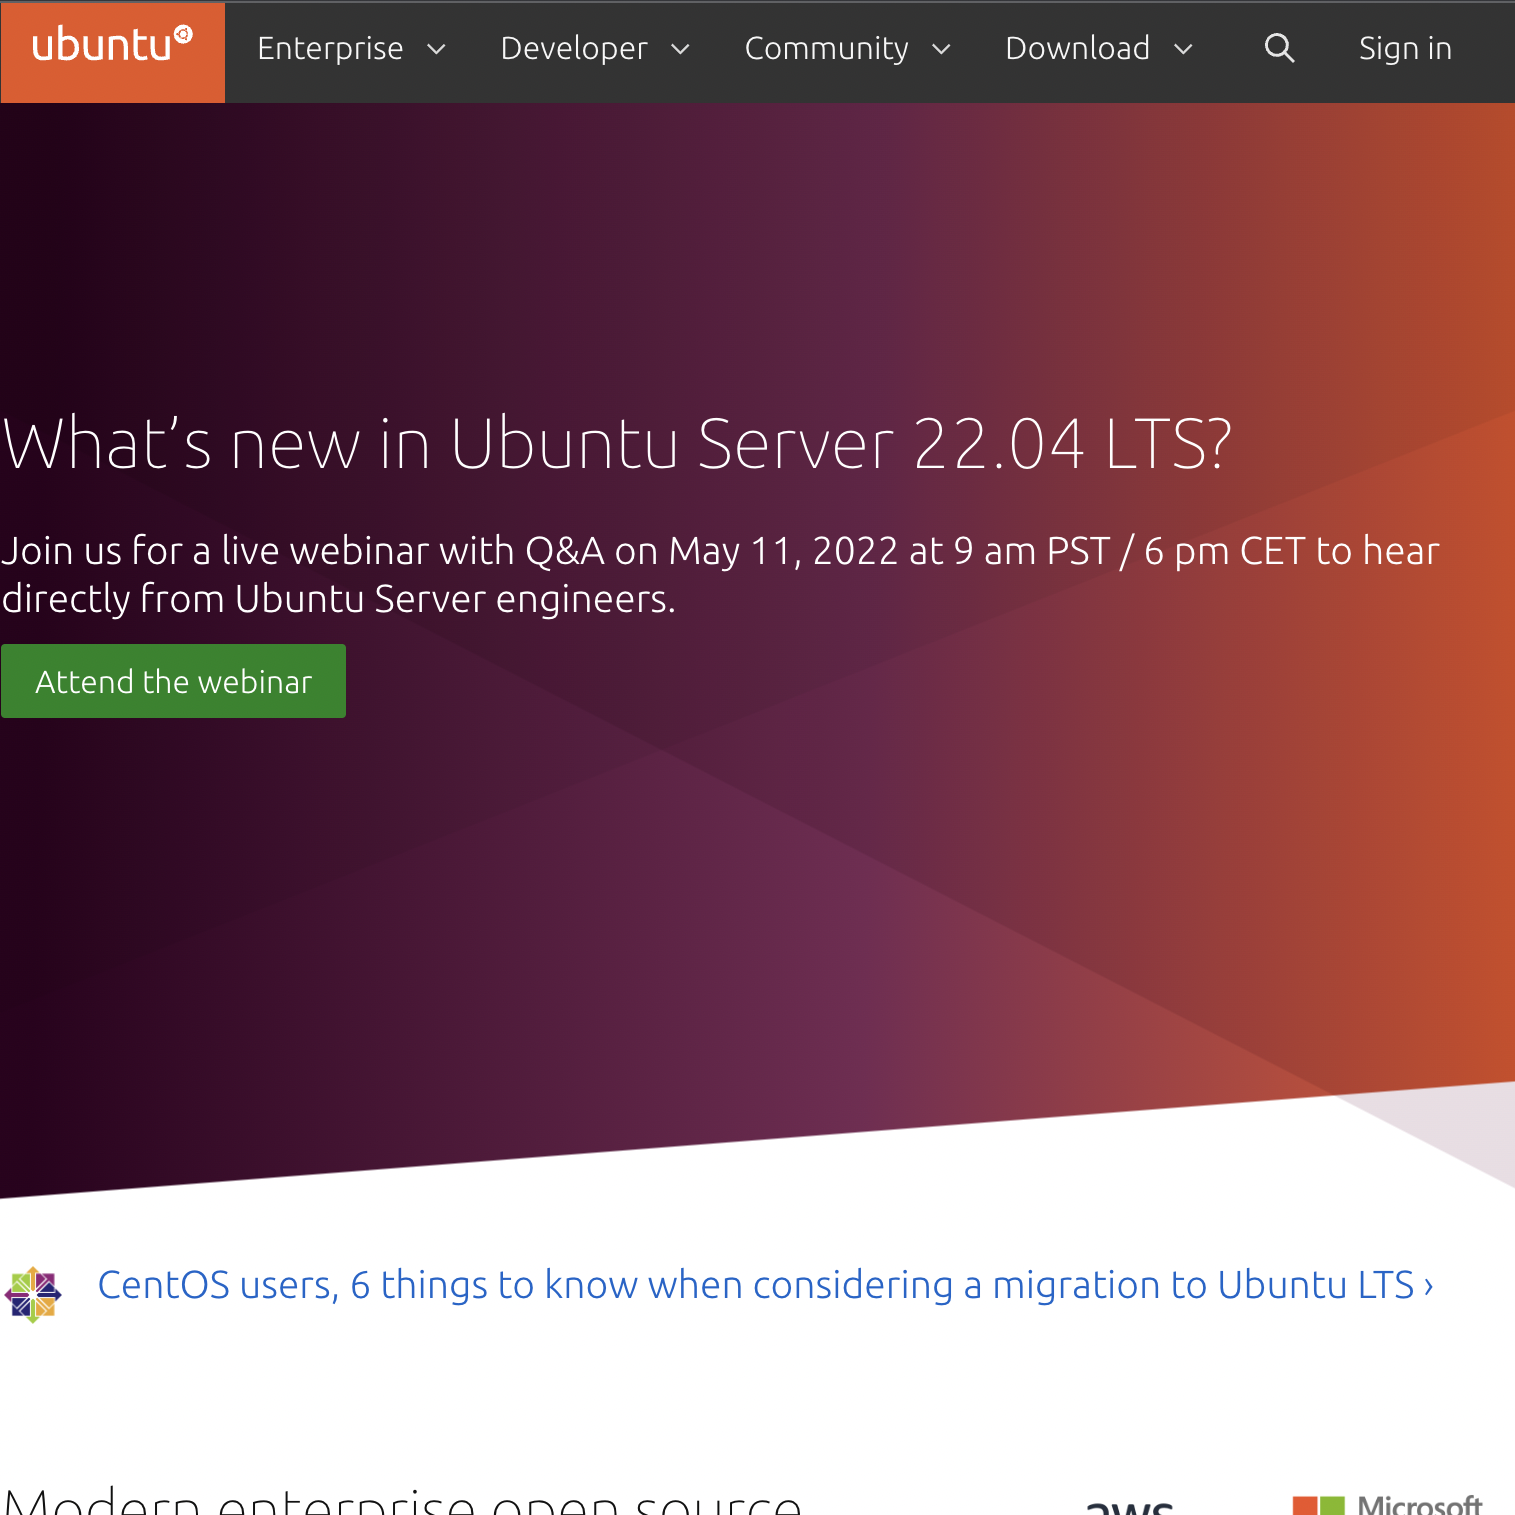 ubuntu
Enterprise
Developer
Community
Download
Sign in
What’s new in Ubuntu Server 22.04 LTS?
Join us for a live webinar with Q&A on May 11, 2022 at 9 am PST / 6 pm CET to hear
directly from Ubuntu Server engineers.
Attend the webinar
CentOS users, 6 things to know when considering a migration to Ubuntu LTS ›
Modern enterprise open source
aws
Microsoft